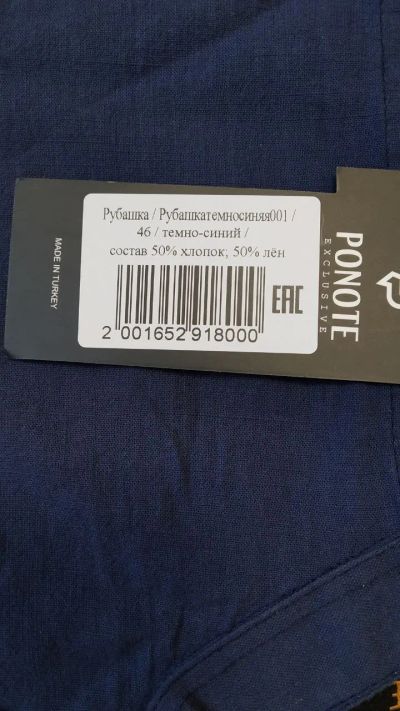 Рубашка / Рубашкатемносиняя001 /
46 / темно-синий /
состав 50% хлопок; 50% лён
2 001652 918000
EAC
PONOTE
EXCLUSIVE
MADE IN TURKEY